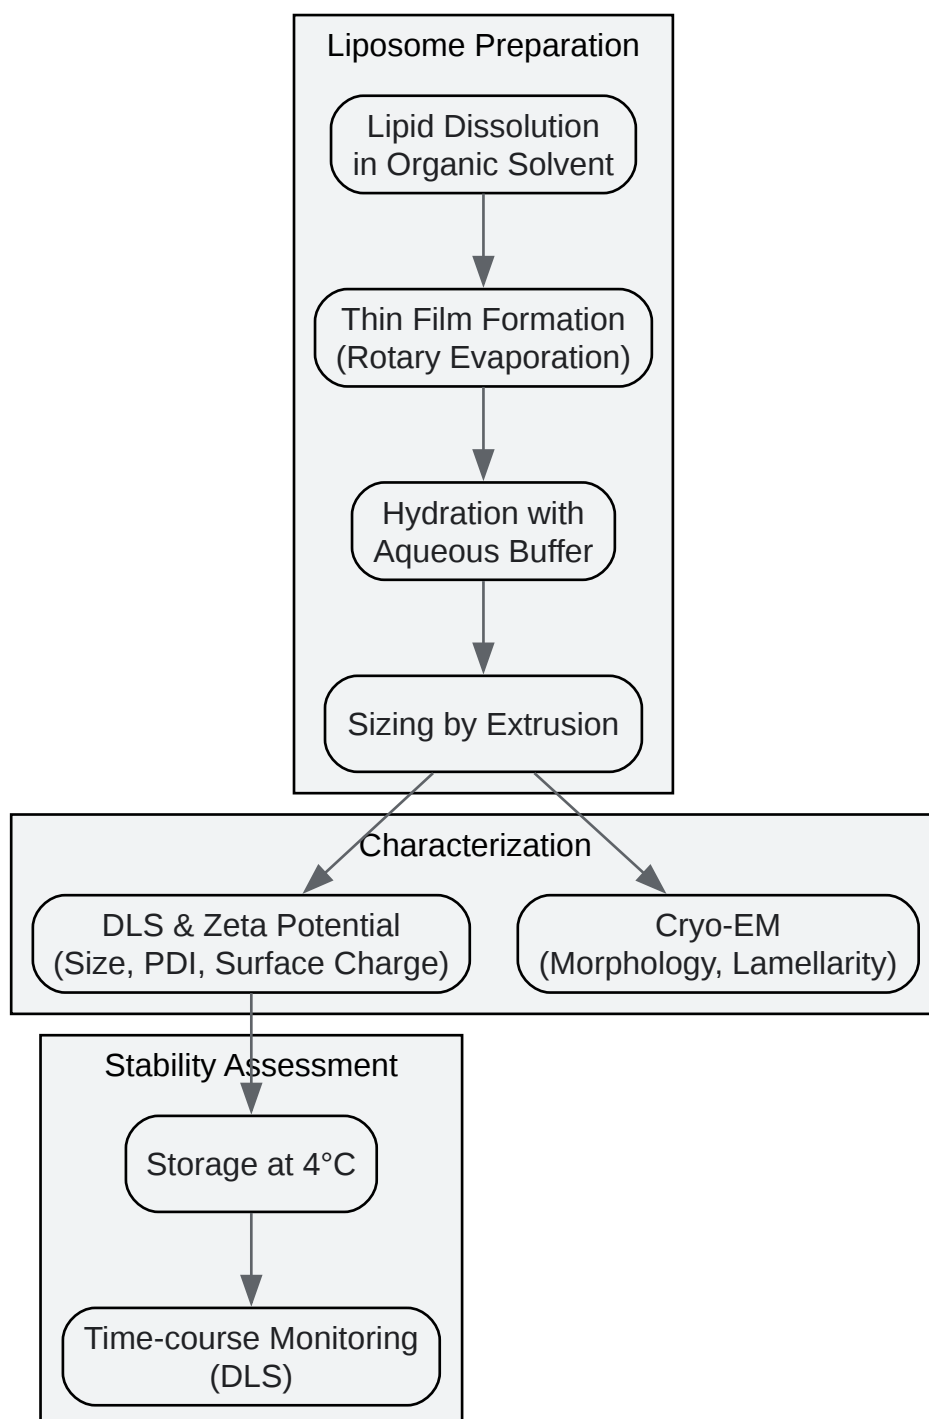 Liposome Preparation
Lipid Dissolution
in Organic Solvent
Thin Film Formation
(Rotary Evaporation)
Hydration with
Aqueous Buffer
Sizing by Extrusion
Characterization
DLS & Zeta Potential
(Size, PDI, Surface Charge)
Cryo-EM
(Morphology, Lamellarity)
Stability Assessment
Storage at 4°C
Time-course Monitoring
(DLS)